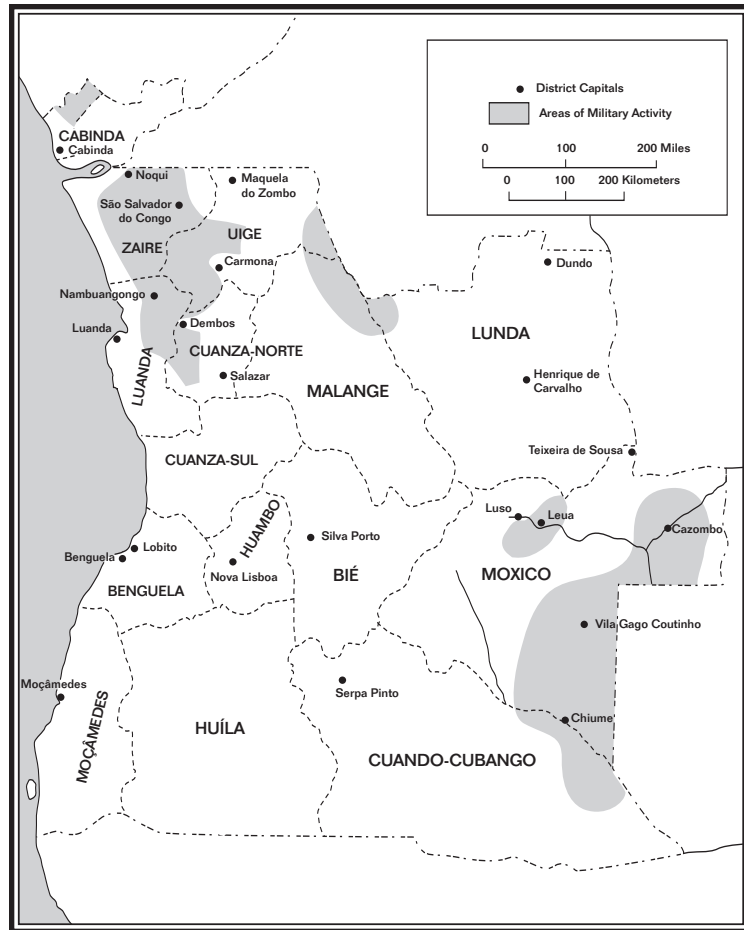 District Capitals
Areas of Military Activity
0 100 200 Miles
0 100 200 Kilometers
CABINDA
Cabinda
Noqui
Maquela
do Zombo
São Salvador
do Congo
UIGE
ZAIRE
Carmona
Dundo
Nambuangongo
Luanda
Dembos
LUNDA
CUANZA-NORTE
LUANDA
Salazar
Henrique de
Carvalho
MALANGE
CUANZA-SUL
Teixeira de Sousa
Luso
Leua
Cazombo
HUAMBO
Silva Porto
Lobito
Benguela
Nova Lisboa
BIÉ
MOXICO
BENGUELA
Vila Gago Coutinho
Moçâmedes
Serpa Pinto
MOÇÂMEDES
HUÍLA
Chiume
CUANDO-CUBANGO